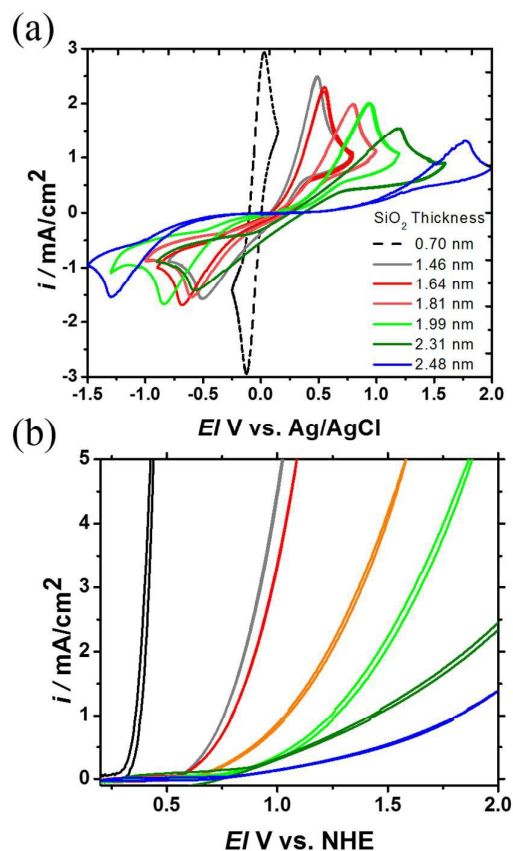 (a)
3
2
1
0
-1
-2
-3
i / mA/cm2
SiO2 Thickness
0.70 nm
1.46 nm
1.64 nm
1.81 nm
1.99 nm
2.31 nm
2.48 nm
-1.5 -1.0 -0.5 0.0 0.5 1.0 1.5 2.0
E/ V vs. Ag/AgCl
(b)
5
4
3
2
1
0
i / mA/cm2
0.5 1.0 1.5 2.0
E/ V vs. NHE